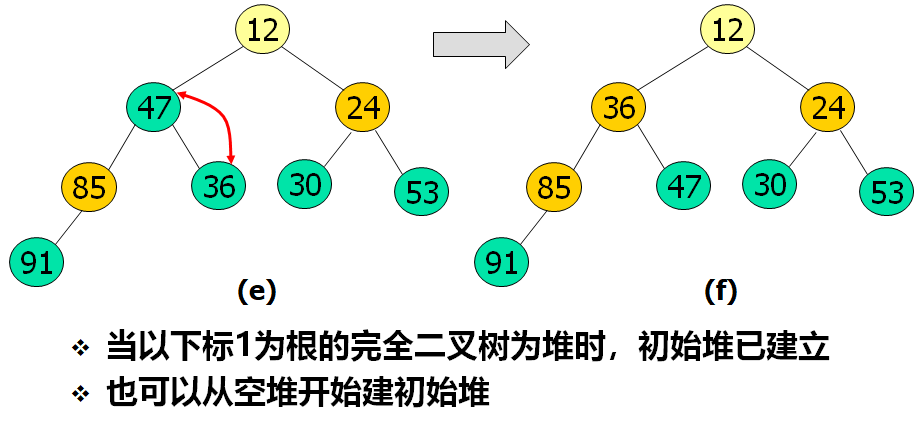 12 12
47 24 36 24
85 36 30 53 85 47 30 53
91 91
(e) (f)
❖ 当以下标1为根的完全二叉树为堆时，初始堆已建立
❖ 也可以从空堆开始建初始堆